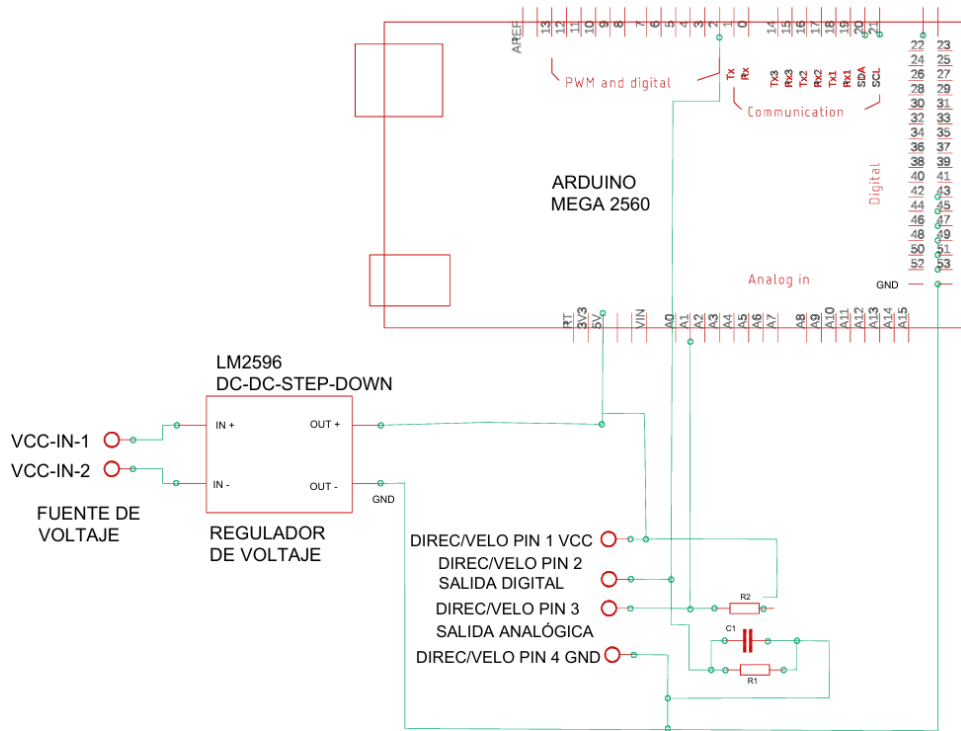 AREF 13 12 11 10 9 8 7 6 5 4 3 2 1 0 14 15 16 17 18 19 20 21
22 23
24 25
26 27
28 29
30 31
32 33
34 35
36 37
38 39
40 41
42 43
44 45
46 47
48 49
50 51
52 53
GND
PWM and digital
Tx Rx Tx3 Rx3 Tx2 Rx2 Tx1 Rx1 SDA SCL
Communication
Digital
ARDUINO
MEGA 2560
Analog in
RT 3V3 5V VIN A0 A1 A2 A3 A4 A5 A6 A7 A8 A9 A10 A11 A12 A13 A14 A15
LM2596
DC-DC-STEP-DOWN
IN + OUT +
IN - OUT -
GND
VCC-IN-1
VCC-IN-2
FUENTE DE
VOLTAJE
REGULADOR
DE VOLTAJE
DIREC/VELO PIN 1 VCC
DIREC/VELO PIN 2
SALIDA DIGITAL
DIREC/VELO PIN 3
SALIDA ANALÓGICA
DIREC/VELO PIN 4 GND
R2
C1
R1